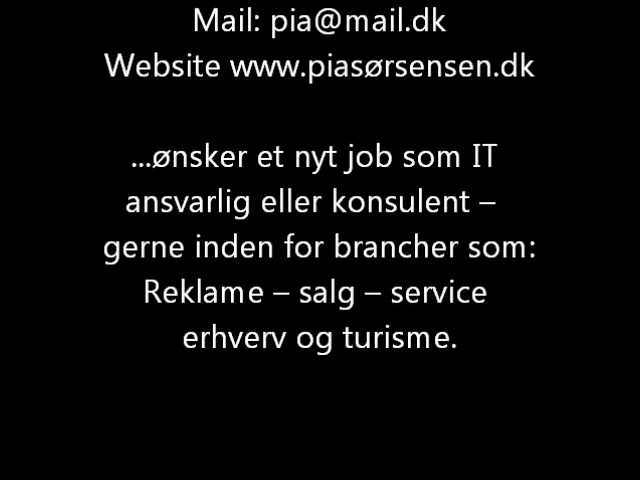 Mail: pia@mail.dk
Website www.piasørsensen.dk
...ønsker et nyt job som IT
ansvarlig eller konsulent –
gerne inden for brancher som:
Reklame – salg – service
erhverv og turisme.